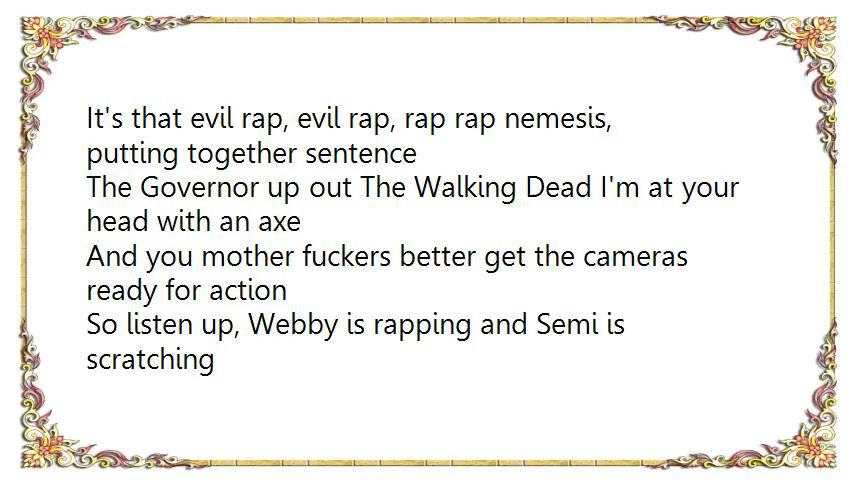 It's that evil rap, evil rap, rap rap nemesis,
putting together sentence
The Governor up out The Walking Dead I'm at your
head with an axe
And you mother fuckers better get the cameras
ready for action
So listen up, Webby is rapping and Semi is
scratching